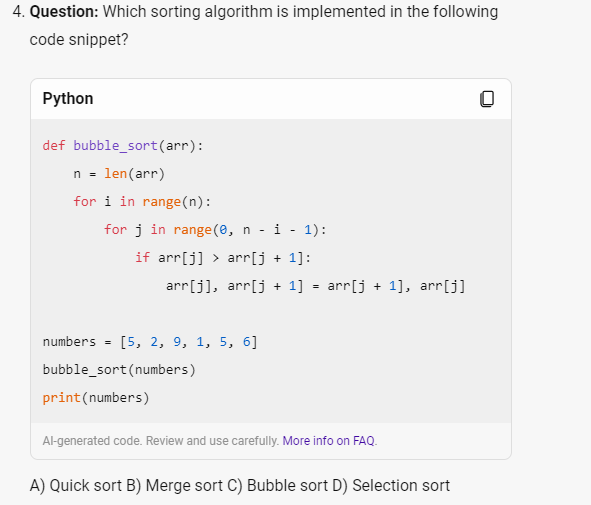 4. Question: Which sorting algorithm is implemented in the following
code snippet?
Python
def bubble_sort(arr):
    n = len(arr)
    for i in range(n):
        for j in range(0, n - i - 1):
            if arr[j] > arr[j + 1]:
                arr[j], arr[j + 1] = arr[j + 1], arr[j]
numbers = [5, 2, 9, 1, 5, 6]
bubble_sort(numbers)
print(numbers)
AI-generated code. Review and use carefully. More info on FAQ.
A) Quick sort B) Merge sort C) Bubble sort D) Selection sort